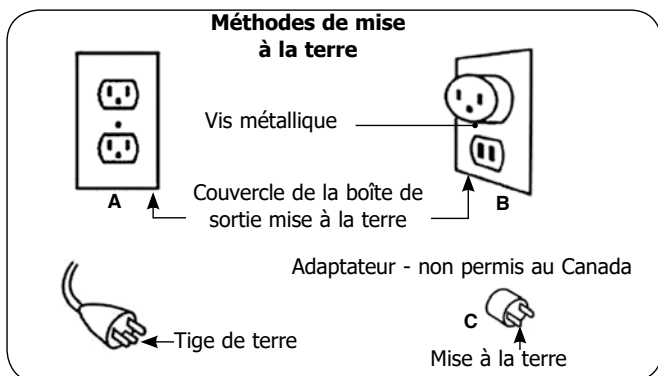 Méthodes de mise
à la terre
Vis métallique
A
B
Couvercle de la boîte de
sortie mise à la terre
Adaptateur - non permis au Canada
Tige de terre
C
Mise à la terre